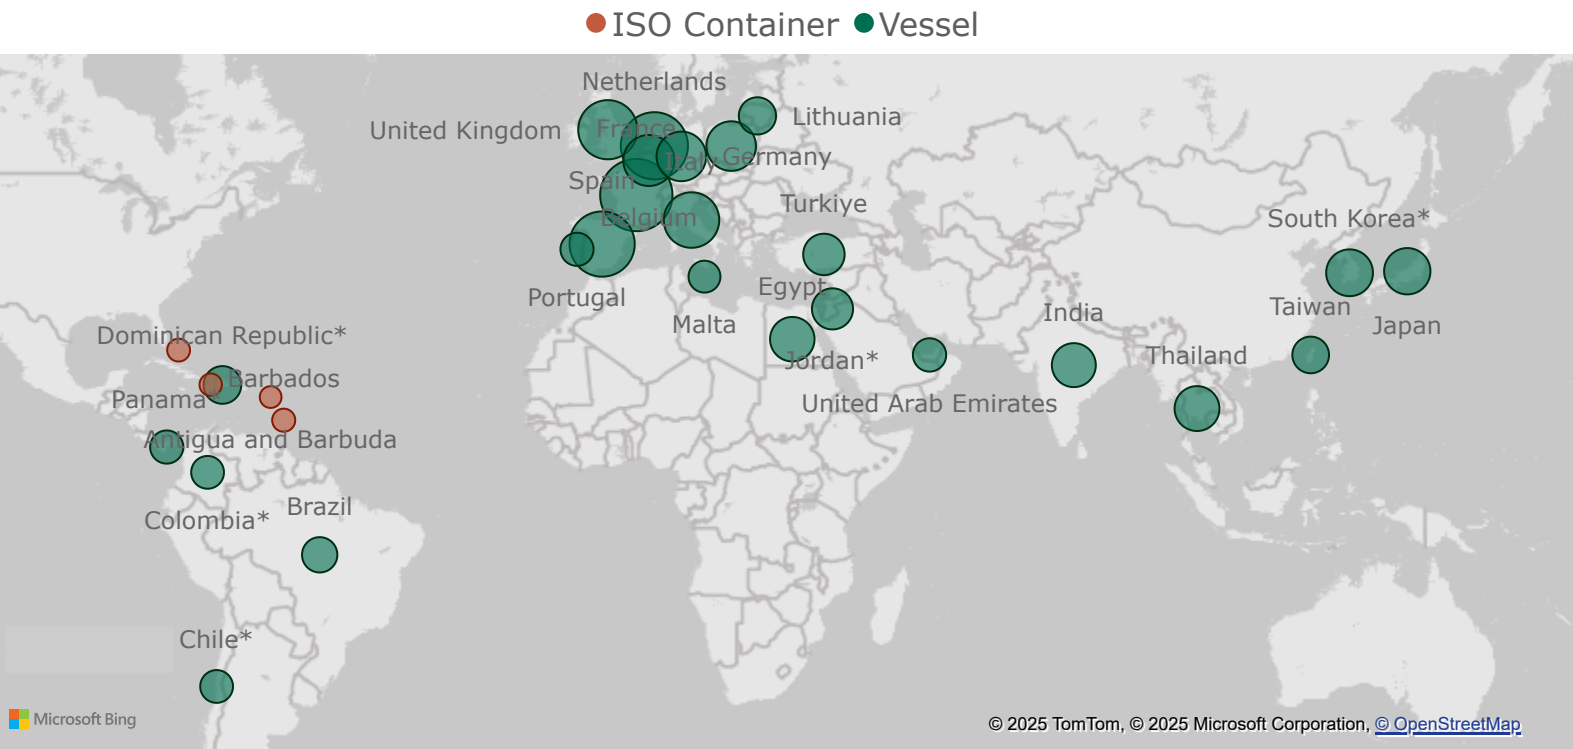 ISO Container Vessel
Netherlands
Lithuania
United Kingdom
France
Germany
Italy
Spain
Turkiye
Belgium
South Korea*
Egypt
Portugal
Taiwan
India
Malta
Japan
Dominican Republic*
Thailand
Jordan*
Barbados
Panama*
United Arab Emirates
Antigua and Barbuda
Brazil
Colombia*
Chile*
Microsoft Bing
© 2025 TomTom, © 2025 Microsoft Corporation, © OpenStreetMap